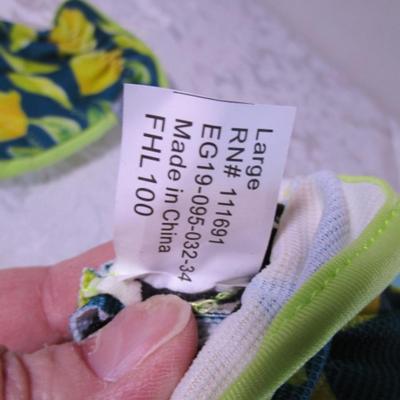 Large
RN# 111691
EG19-095-032-34
Made in China
FHL 100